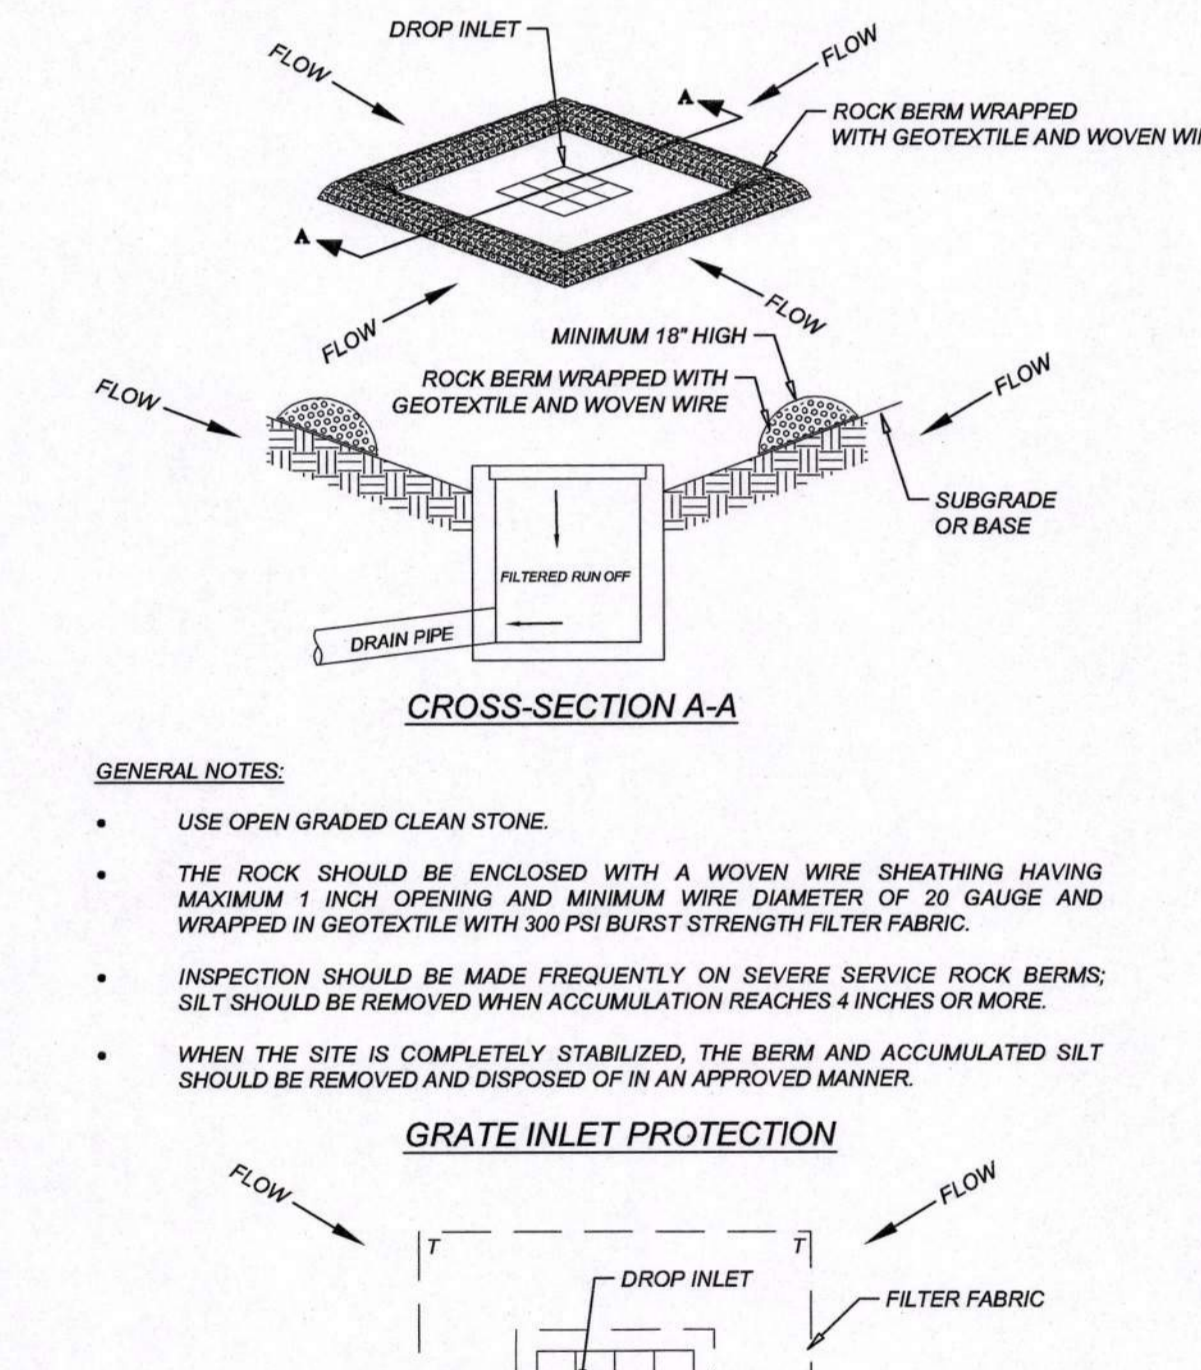 DROP INLET
FLOW
FLOW
A
ROCK BERM WRAPPED
WITH GEOTEXTILE AND WOVEN
A
FLOW
FLOW
MINIMUM 18" HIGH
ROCK BERM WRAPPED WITH
GEOTEXTILE AND WOVEN WIRE
FLOW
FLOW
SUBGRADE
OR BASE
FILTERED RUN OFF
DRAIN PIPE
CROSS-SECTION A-A
GENERAL NOTES:
• USE OPEN GRADED CLEAN STONE.
• THE ROCK SHOULD BE ENCLOSED WITH A WOVEN WIRE SHEATHING HAVING
MAXIMUM 1 INCH OPENING AND MINIMUM WIRE DIAMETER OF 20 GAUGE AND
WRAPPED IN GEOTEXTILE WITH 300 PSI BURST STRENGTH FILTER FABRIC.
• INSPECTION SHOULD BE MADE FREQUENTLY ON SEVERE SERVICE ROCK BERMS;
SILT SHOULD BE REMOVED WHEN ACCUMULATION REACHES 4 INCHES OR MORE.
• WHEN THE SITE IS COMPLETELY STABILIZED, THE BERM AND ACCUMULATED SILT
SHOULD BE REMOVED AND DISPOSED OF IN AN APPROVED MANNER.
GRATE INLET PROTECTION
FLOW
FLOW
T
T
DROP INLET
FILTER FABRIC